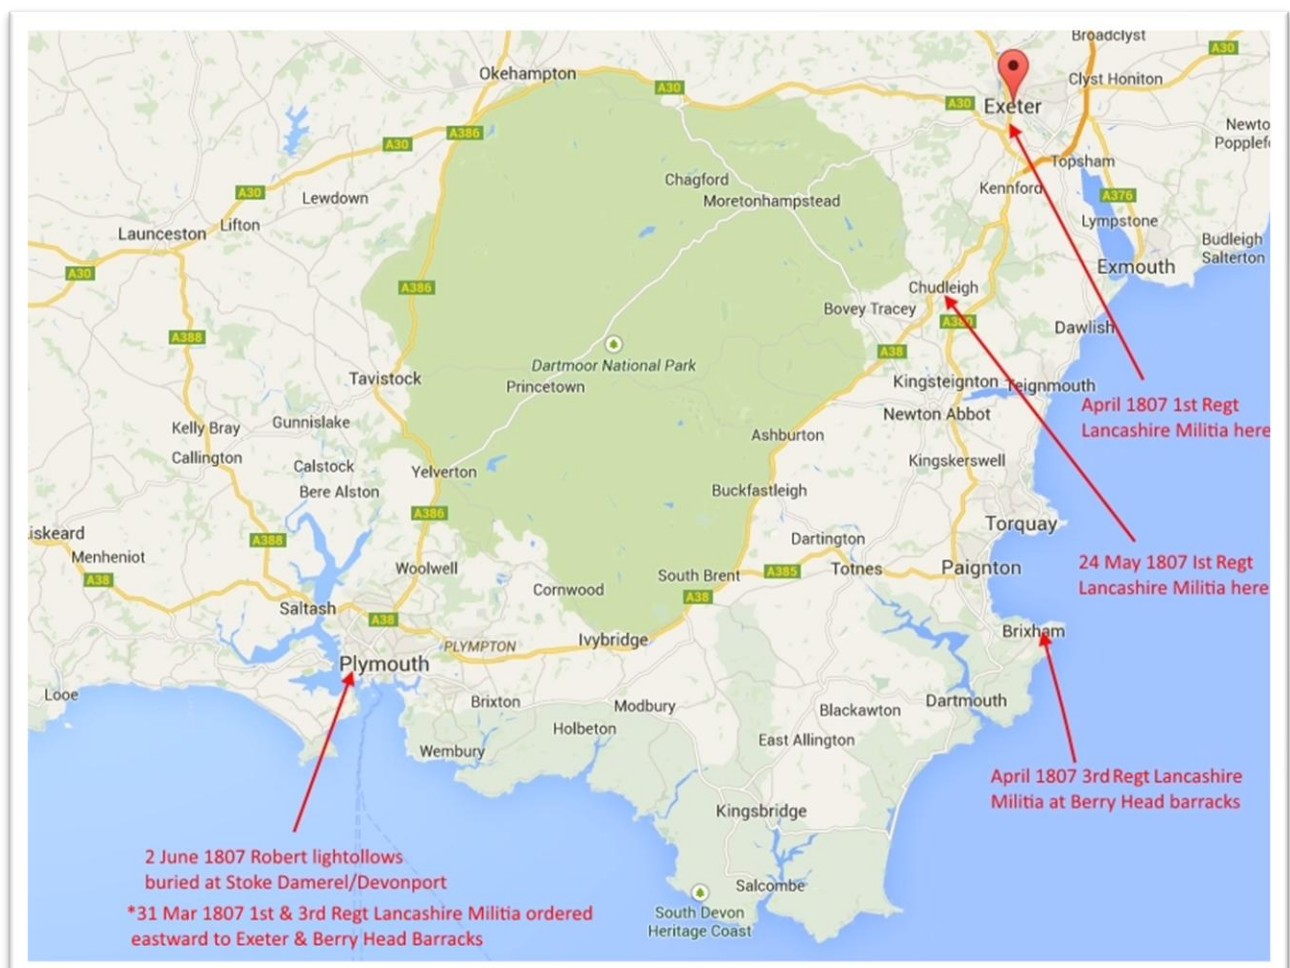 Broadclyst
A30
Okehampton
Clyst Honiton
A30
A30
Exeter
Newto
Popplef
A386
A30
Topsham
Chagford
Kennford
A376
A30
Lewdown
Moretonhampstead
Lifton
Lympstone
Launceston
Budleigh
Salterton
A30
Exmouth
A386
Chudleigh
Bovey Tracey
A380
A388
Dawlish
A38
Dartmoor National Park
Tavistock
Princetown
Kingsteignton
Teignmouth
April 1807 1st Regt
Lancashire Militia here
Newton Abbot
Kelly Bray
Gunnislake
Ashburton
Callington
Calstock
Yelverton
Kingskerswell
Bere Alston
Buckfastleigh
A386
Torquay
iskeard
A388
Dartington
Menheniot
Woolwell
South Brent
A385
Totnes
Paignton
24 May 1807 Ist Regt
Lancashire Militia here
A38
Cornwood
A38
Saltash
A38
Brixham
PLYMPTON
Ivybridge
Plymouth
Looe
Brixton
Modbury
Blackawton
Dartmouth
Holbeton
East Allington
Wembury
April 1807 3rd Regt Lancashire
Militia at Berry Head barracks
Kingsbridge
2 June 1807 Robert lightollows
buried at Stoke Damerel/Devonport
Salcombe
South Devon
Heritage Coast
*31 Mar 1807 1st & 3rd Regt Lancashire Militia ordered
eastward to Exeter & Berry Head Barracks